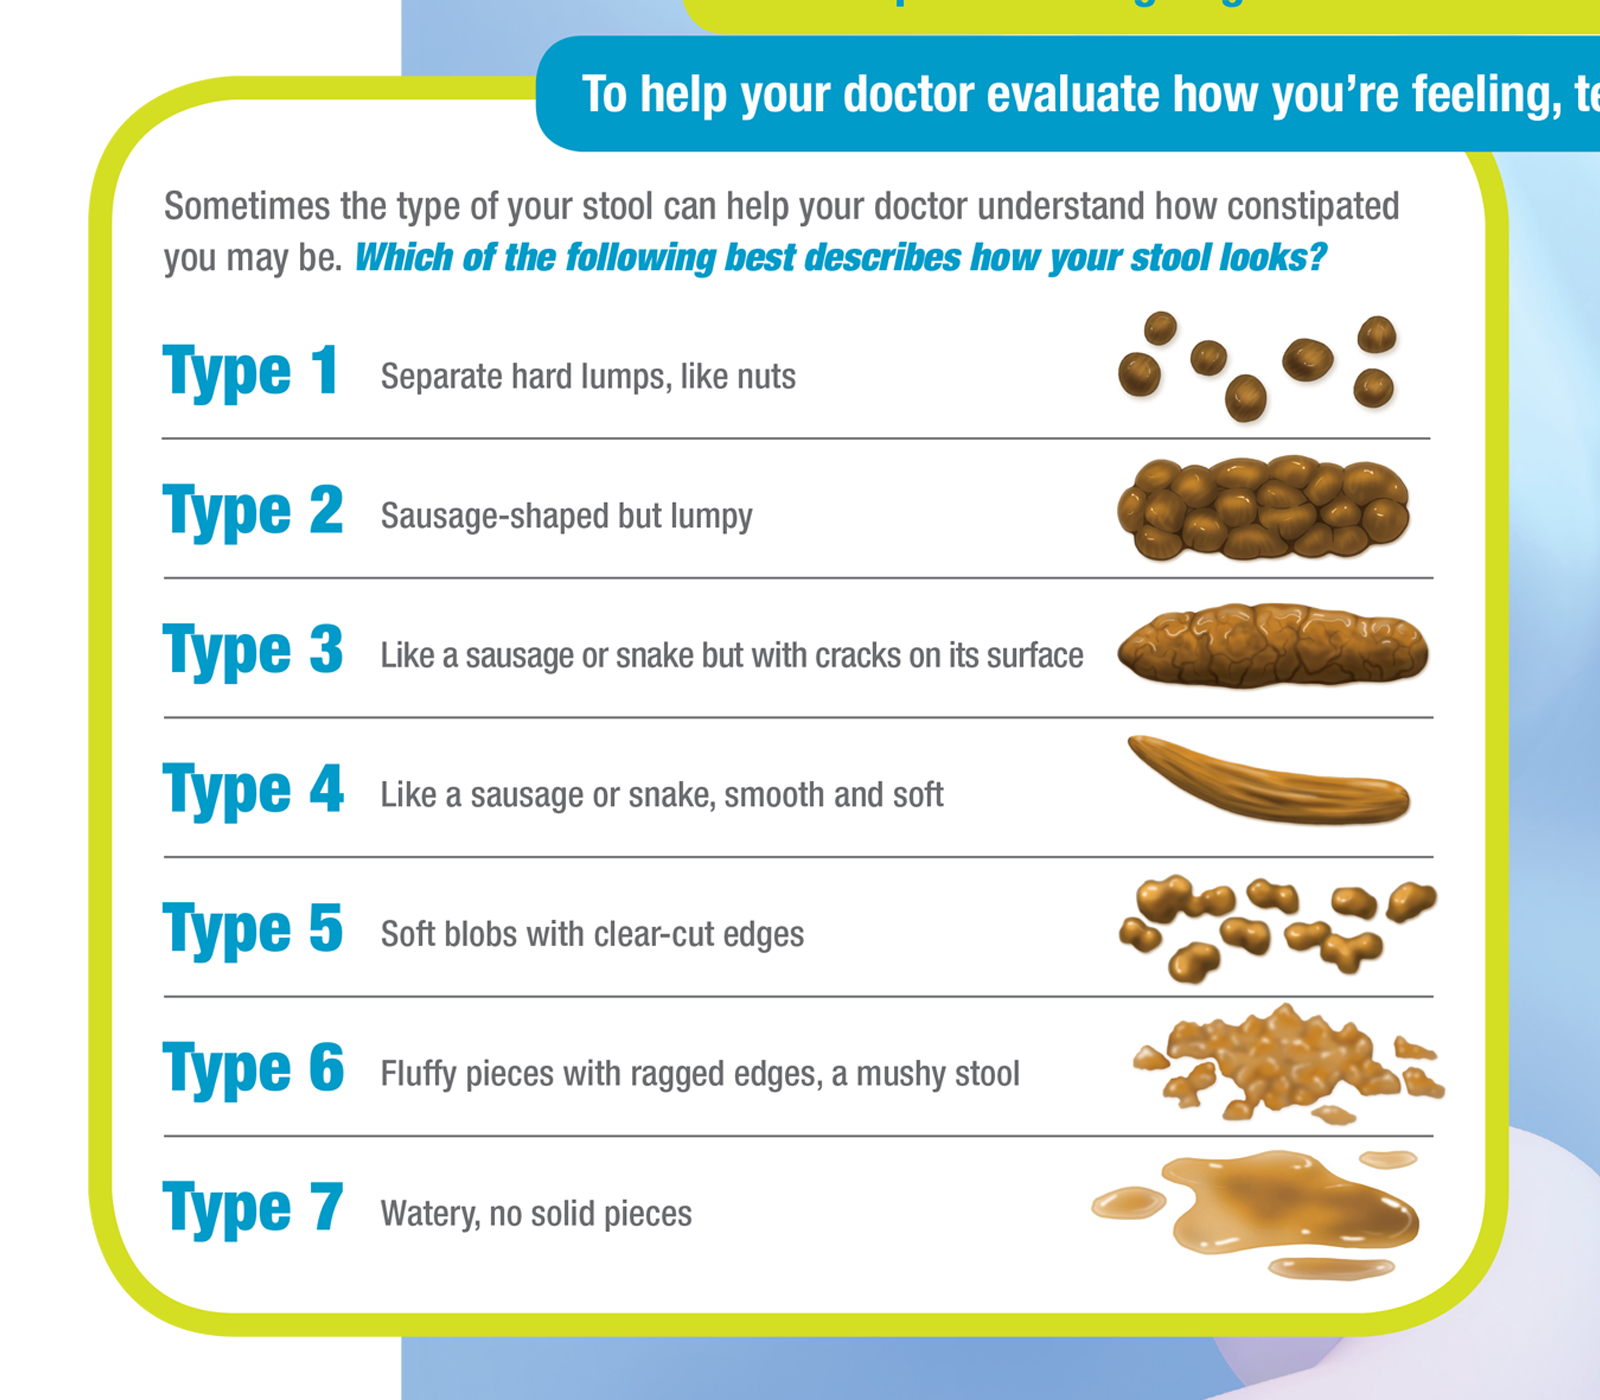 To help your doctor evaluate how you're feeling,
Sometimes the type of your stool can help your doctor understand how constipated
you may be. Which of the following best describes how your stool looks?
Type 1 Separate hard lumps, like nuts
Type 2 Sausage-shaped but lumpy
Type 3 Like a sausage or snake but with cracks on its surface
Type 4 Like a sausage or snake, smooth and soft
Type 5 Soft blobs with clear-cut edges
Type 6 Fluffy pieces with ragged edges, a mushy stool
Type 7 Watery, no solid pieces